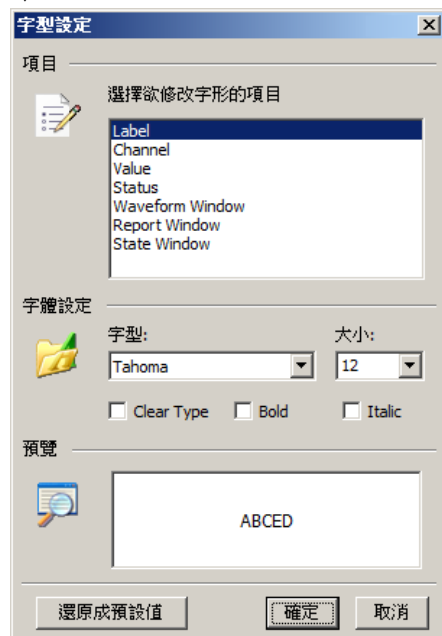 字型設定
項目
選擇欲修改字形的項目
Label
Channel
Value
Status
Waveform Window
Report Window
State Window
字體設定
字型: 大小:
Tahoma 12
Clear Type Bold Italic
預覽
ABCED
還原成預設值 確定 取消